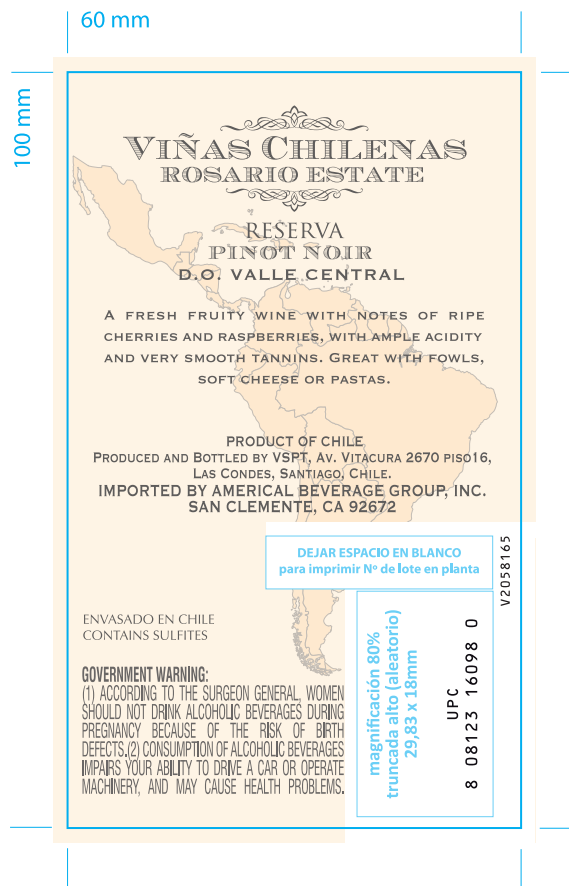 60 mm
100 mm
VIÑAS CHILENAS
ROSARIO ESTATE
RESERVA
PINOT NOIR
D.O. VALLE CENTRAL
A FRESH FRUITY WINE WITH NOTES OF RIPE
CHERRIES AND RASPBERRIES, WITH AMPLE ACIDITY
AND VERY SMOOTH TANNINS. GREAT WITH FOWLS,
SOFT CHEESE OR PASTAS.
PRODUCT OF CHILE
PRODUCED AND BOTTLED BY VSPT, AV. VITACURA 2670 PISO16,
LAS CONDES, SANTIAGO, CHILE.
IMPORTED BY AMERICAL BEVERAGE GROUP, INC.
SAN CLEMENTE, CA 92672
DEJAR ESPACIO EN BLANCO
para imprimir Nº de lote en planta
V2058165
ENVASADO EN CHILE
CONTAINS SULFITES
GOVERNMENT WARNING:
(1) ACCORDING TO THE SURGEON GENERAL, WOMEN
SHOULD NOT DRINK ALCOHOLIC BEVERAGES DURING
PREGNANCY BECAUSE OF THE RISK OF BIRTH
DEFECTS.(2) CONSUMPTION OF ALCOHOLIC BEVERAGES
IMPAIRS YOUR ABILITY TO DRIVE A CAR OR OPERATE
MACHINERY, AND MAY CAUSE HEALTH PROBLEMS.
magnificación 80%
truncada alto (aleatorio)
29,83 x 18mm
UPC
8 08123 16098 0